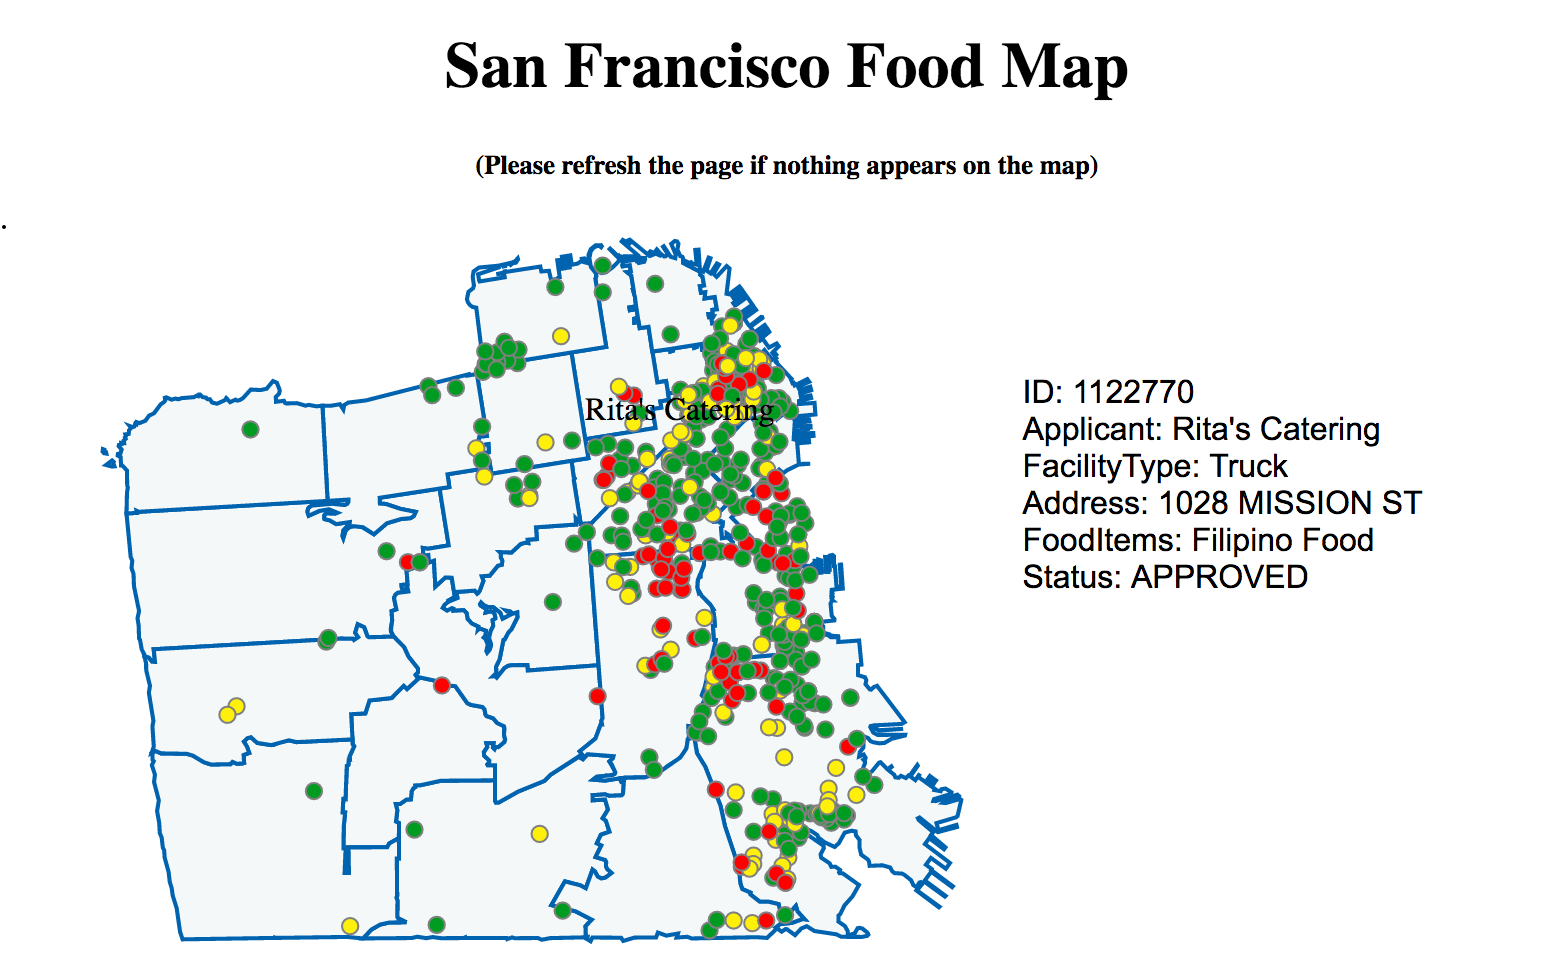 San Francisco Food Map
(Please refresh the page if nothing appears on the map)
.
Rita's Catering
ID: 1122770
Applicant: Rita's Catering
FacilityType: Truck
Address: 1028 MISSION ST
FoodItems: Filipino Food
Status: APPROVED